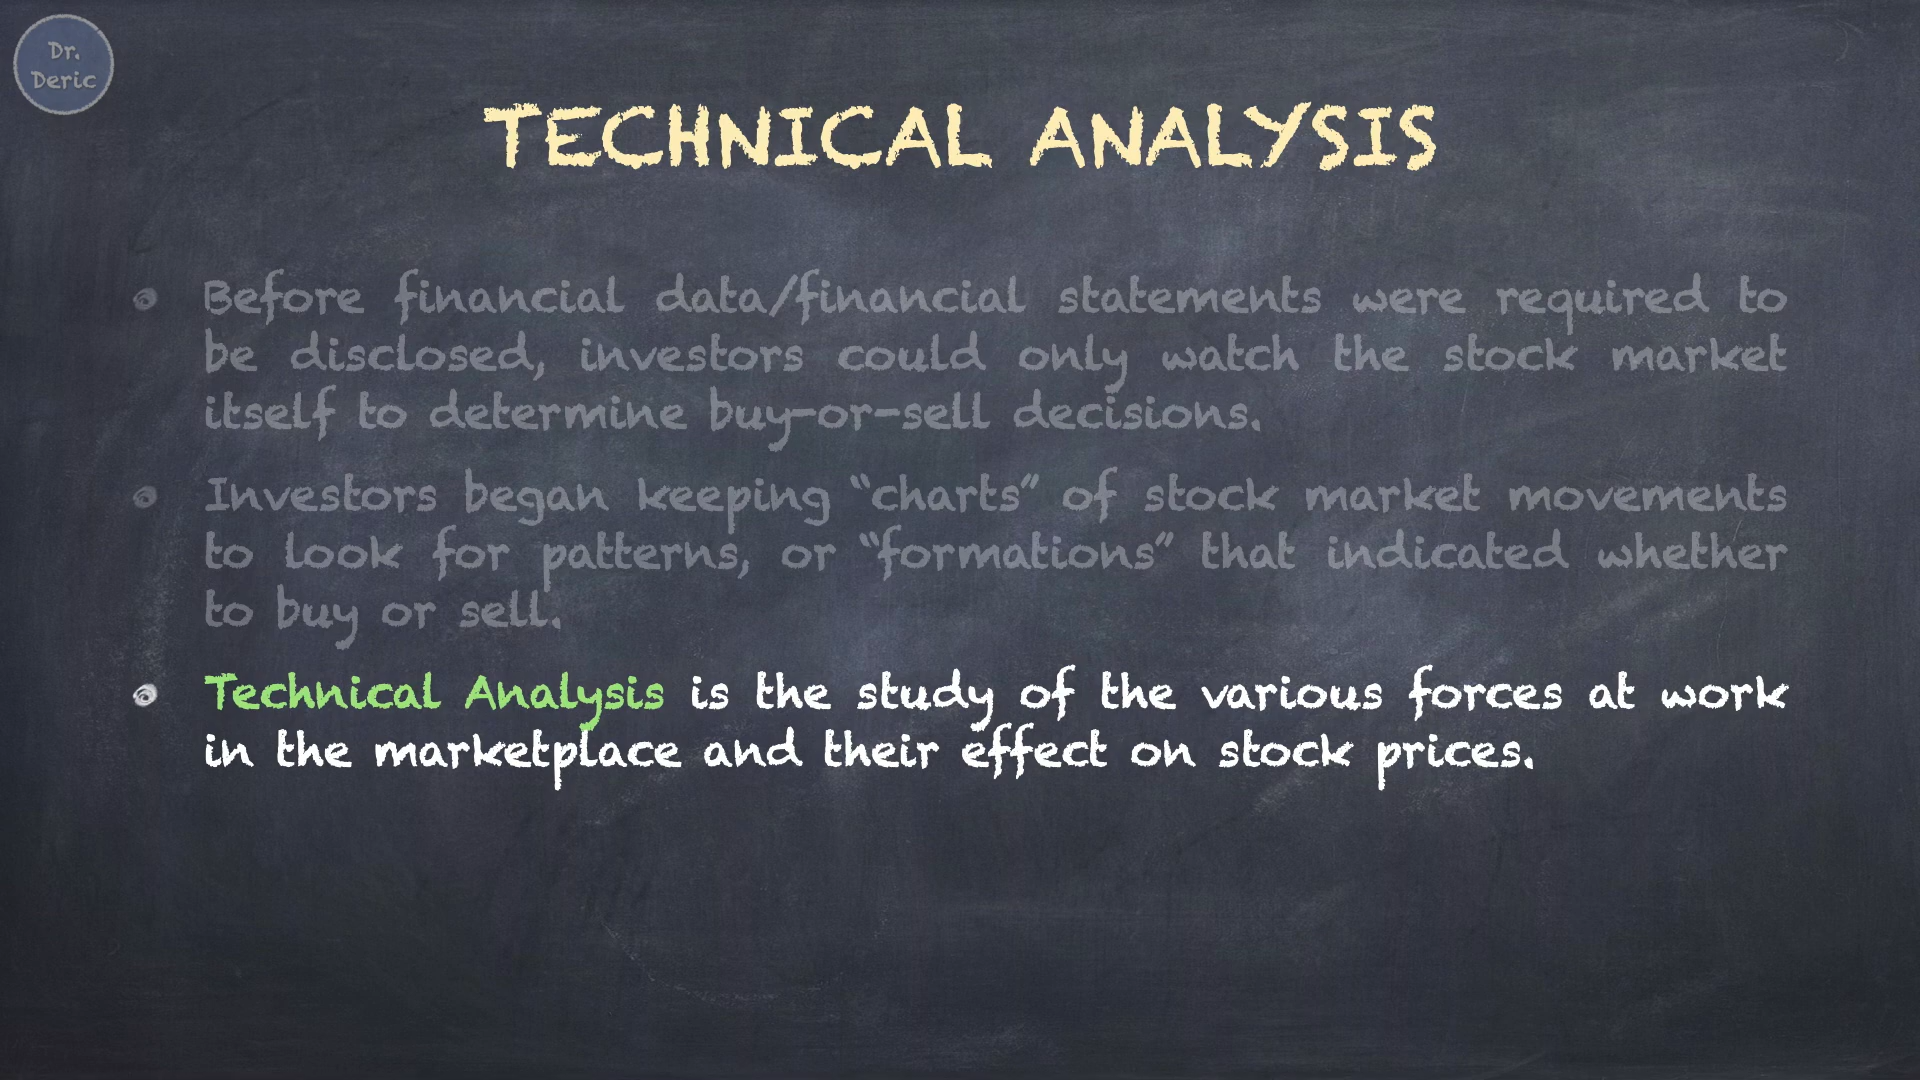 Dr.
Deric
TECHNICAL ANALYSIS
Before financial data/financial statements were required to
be disclosed, investors could only watch the stock market
itself to determine buy-or-sell decisions.
Investors began keeping “charts” of stock market movements
to look for patterns, or “formations” that indicated whether
to buy or sell.
Technical Analysis is the study of the various forces at work
in the marketplace and their effect on stock prices.